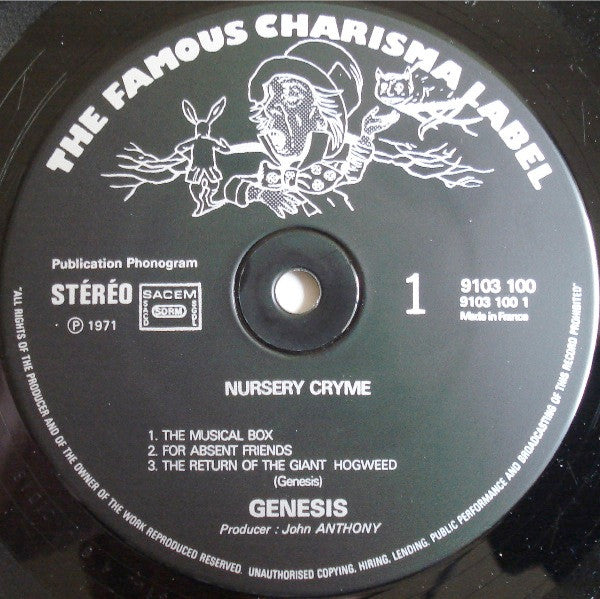 THE FAMOUS CHARISMA LABEL
Publication Phonogram
STÉRÉO
SACEM
SACD
SORM
SGDL
Ⓟ 1971
1
9103 100
9103 100 1
Made in France
NURSERY CRYME
1. THE MUSICAL BOX
2. FOR ABSENT FRIENDS
3. THE RETURN OF THE GIANT HOGWEED
(Genesis)
GENESIS
Producer : John ANTHONY
"ALL RIGHTS OF THE PRODUCER AND OF THE OWNER OF THE WORK REPRODUCED RESERVED. UNAUTHORISED COPYING, HIRING, LENDING, PUBLIC PERFORMANCE AND BROADCASTING OF THIS RECORD PROHIBITED"